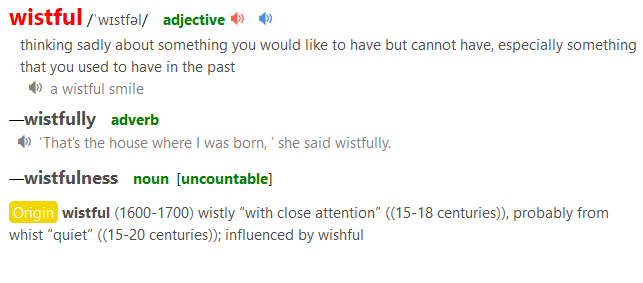 wistful /ˈwɪstfəl/ adjective
thinking sadly about something you would like to have but cannot have, especially something
that you used to have in the past
a wistful smile
—wistfully adverb
‘That’s the house where I was born, ’ she said wistfully.
—wistfulness noun [uncountable]
Origin wistful (1600-1700) wistly “with close attention” ((15-18 centuries)), probably from
whist “quiet” ((15-20 centuries)); influenced by wishful